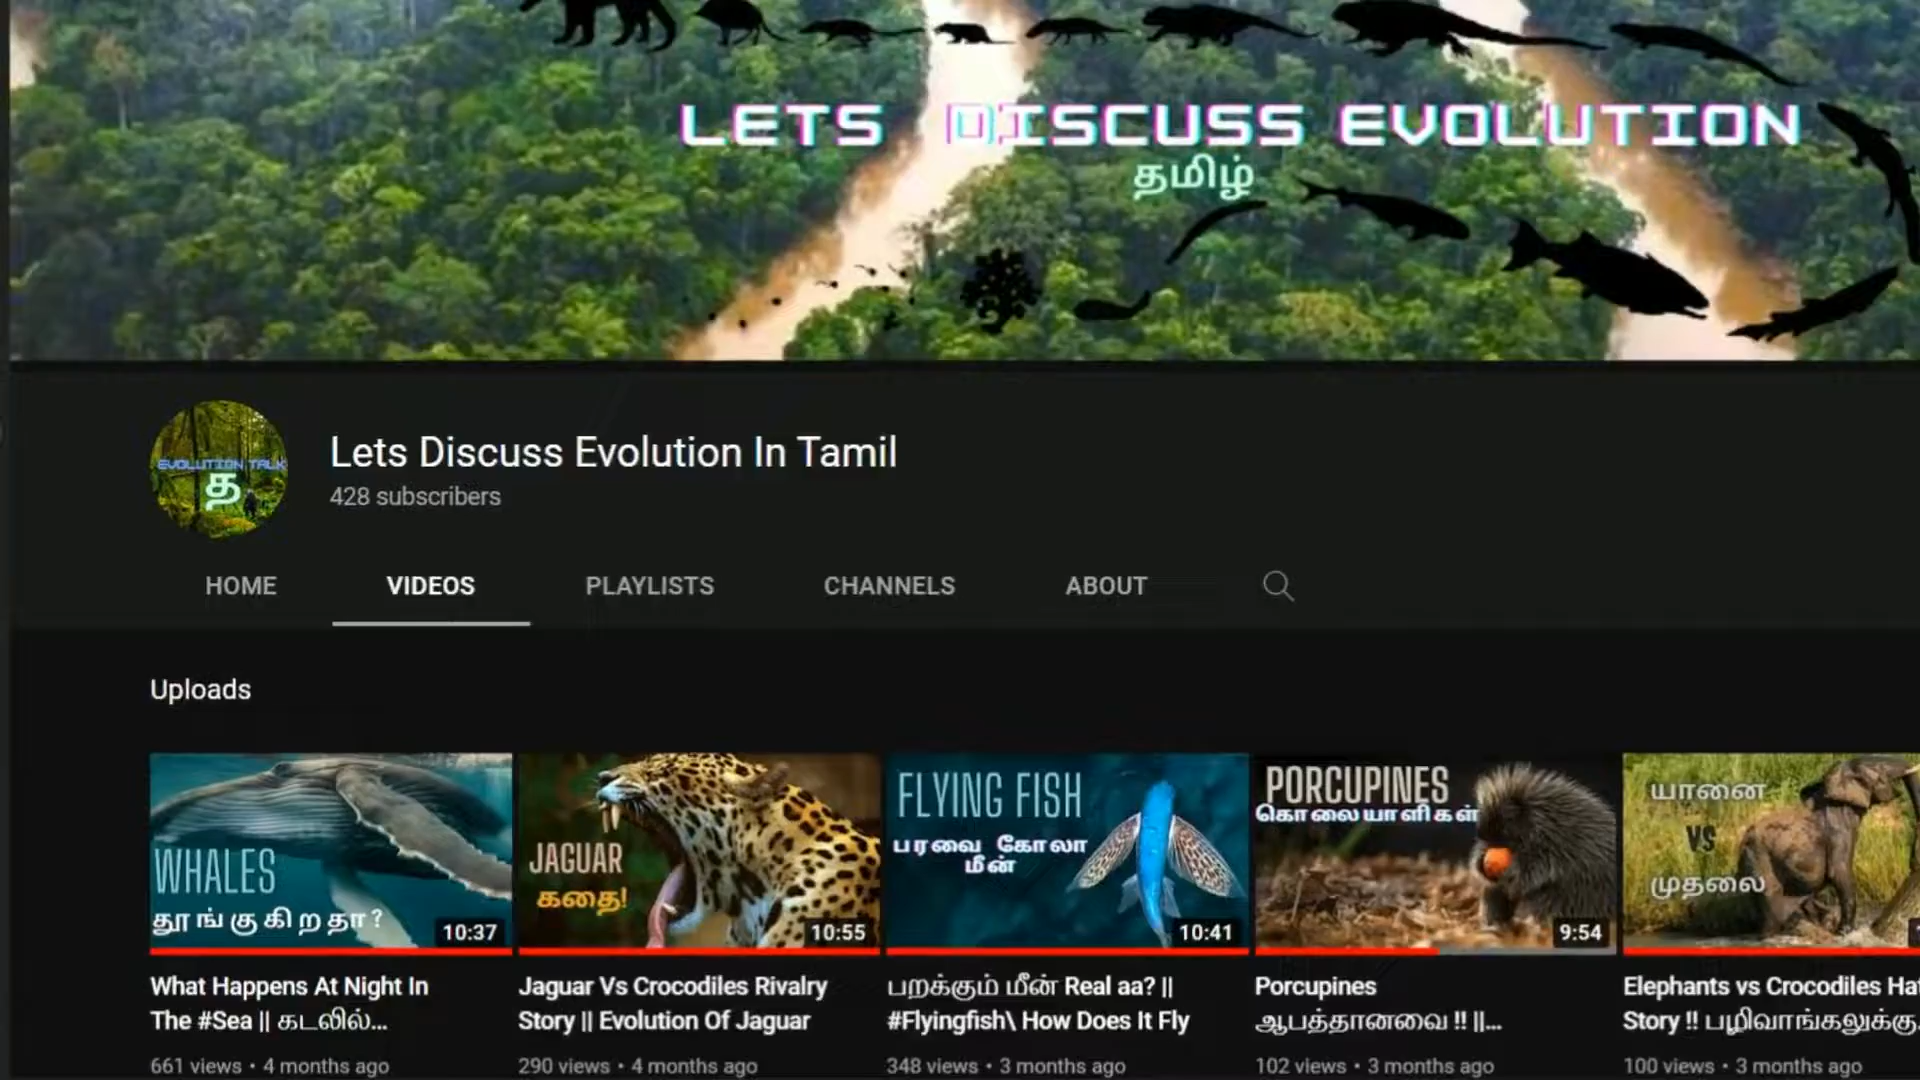 LETS DISCUSS EVOLUTION
தமிழ்
EVOLUTION TALK
த
Lets Discuss Evolution In Tamil
428 subscribers
HOME VIDEOS PLAYLISTS CHANNELS ABOUT
Uploads
WHALES
தூங்குகிறதா?
10:37
JAGUAR
கதை!
10:55
FLYING FISH
பரவை கோலா
மீன்
10:41
PORCUPINES
கொலையாளிகள்
9:54
யானை
VS
முதலை
What Happens At Night In
The #Sea || கடலில்...
661 views • 4 months ago
Jaguar Vs Crocodiles Rivalry
Story || Evolution Of Jaguar
290 views • 4 months ago
பறக்கும் மீன் Real aa? ||
#Flyingfish\ How Does It Fly
348 views • 3 months ago
Porcupines
ஆபத்தானவை !! ||...
102 views • 3 months ago
Elephants vs Crocodiles
Story !! பழிவாங்கலுக்கு
100 views • 3 months ago